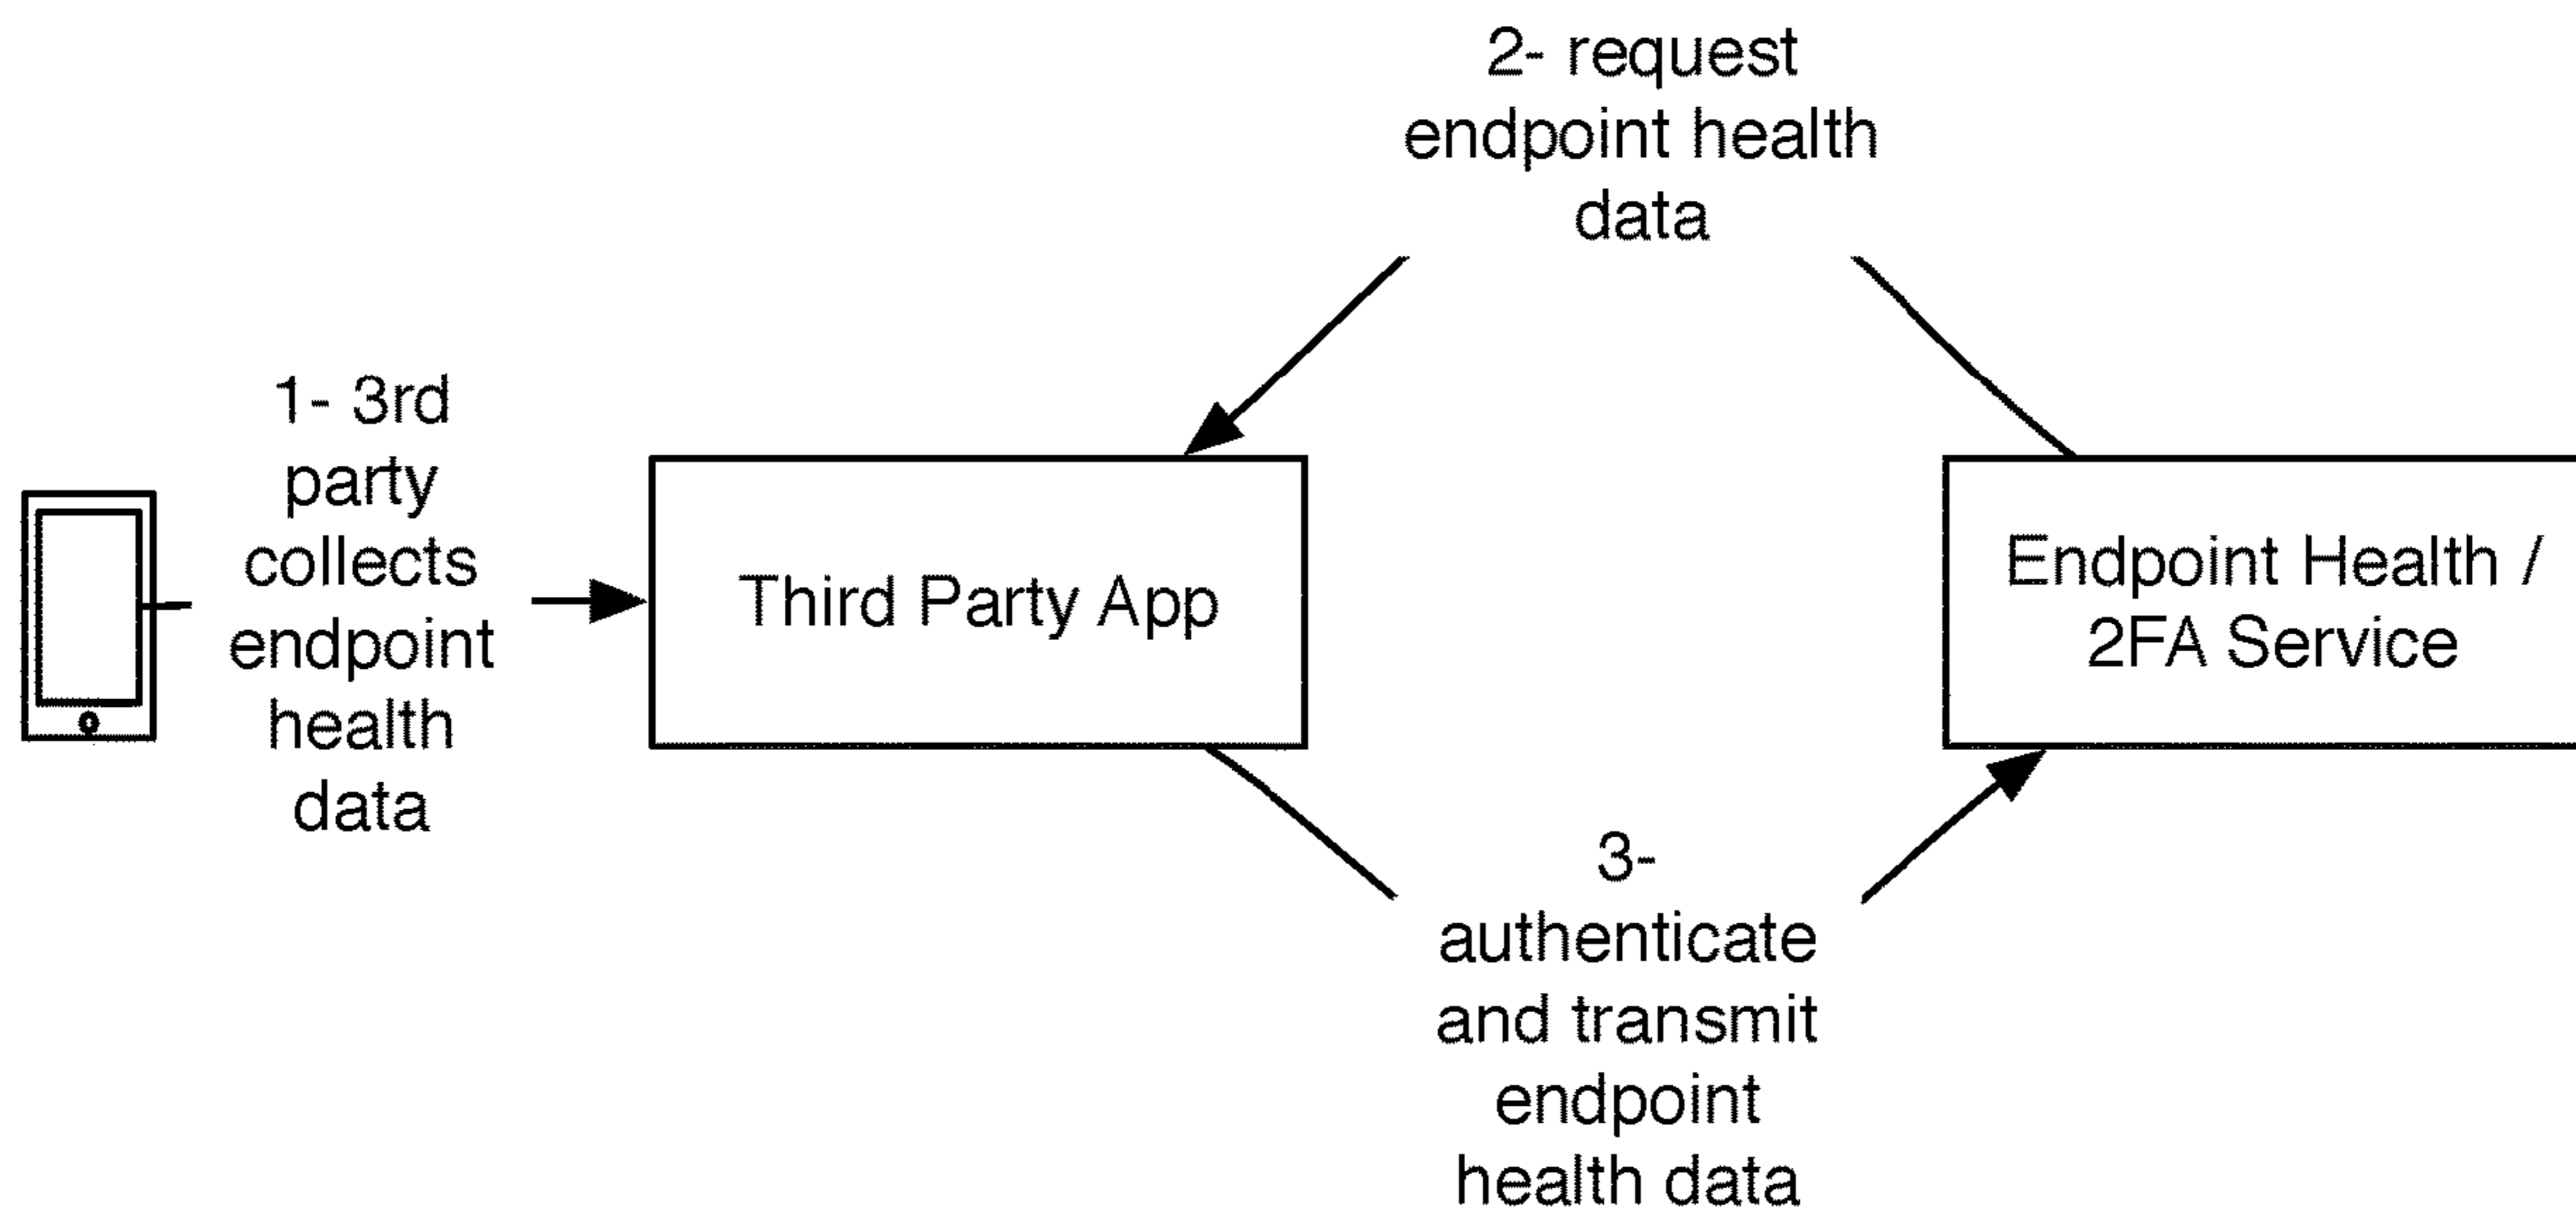 2- request
endpoint health
data
1- 3rd
party
collects
endpoint
health
data
Third Party App
Endpoint Health /
2FA Service
3-
authenticate
and transmit
endpoint
health data